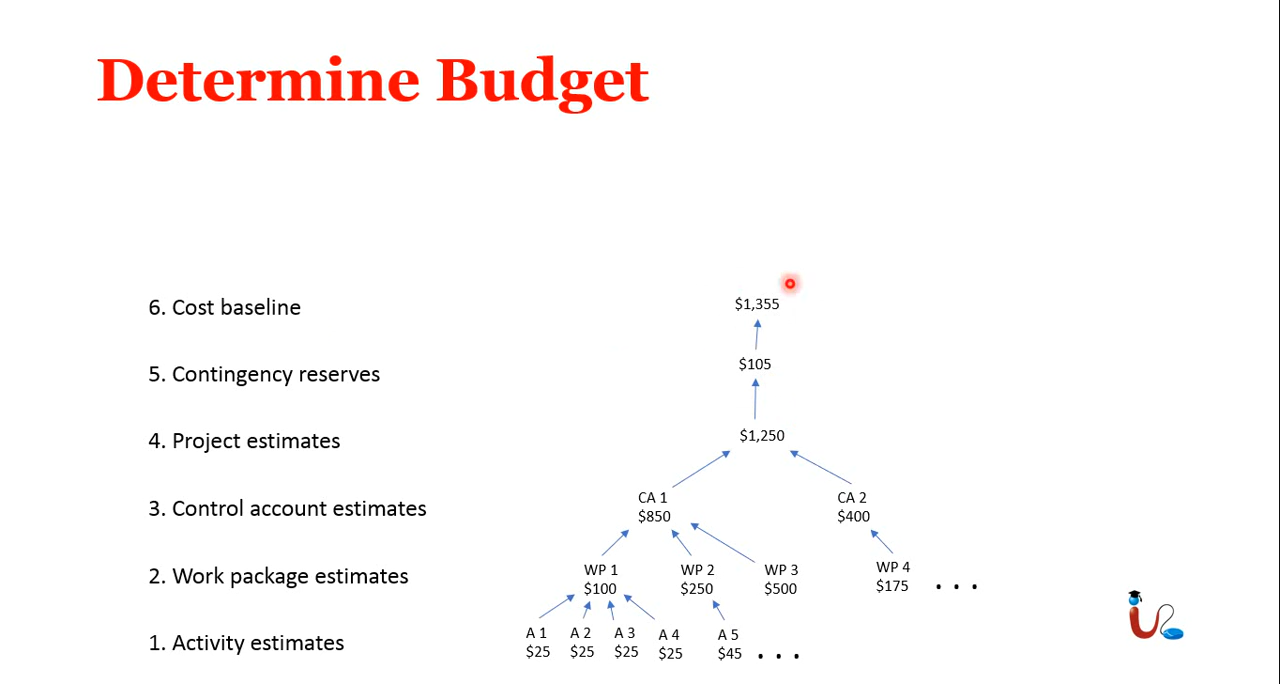 Determine Budget
6. Cost baseline
$1,355
5. Contingency reserves
$105
4. Project estimates
$1,250
3. Control account estimates
CA 1
$850
CA 2
$400
2. Work package estimates
WP 1
$100
WP 2
$250
WP 3
$500
WP 4
$175
. . .
1. Activity estimates
A 1
$25
A 2
$25
A 3
$25
A 4
$25
A 5
$45
. . .